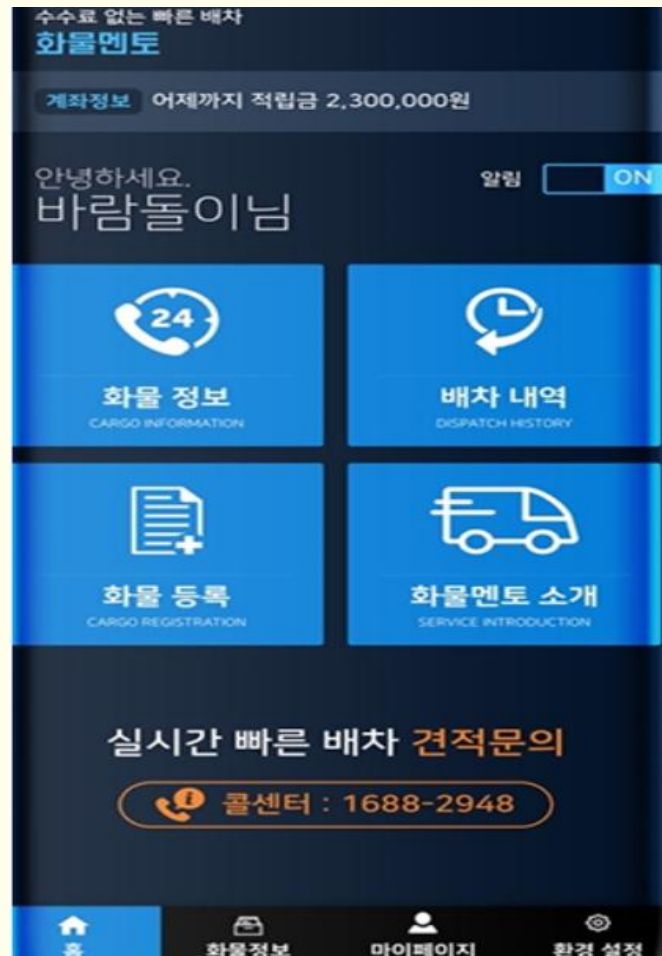 수수료 없는 빠른 배차
화물멘토
계좌정보 어제까지 적립금 2,300,000원
안녕하세요.
바람돌이님
알림 ON
24
화물 정보
CARGO INFORMATION
배차 내역
DISPATCH HISTORY
화물 등록
CARGO REGISTRATION
화물멘토 소개
SERVICE INTRODUCTION
실시간 빠른 배차 견적문의
콜센터 : 1688-2948
홈 화물정보 마이페이지 환경 설정